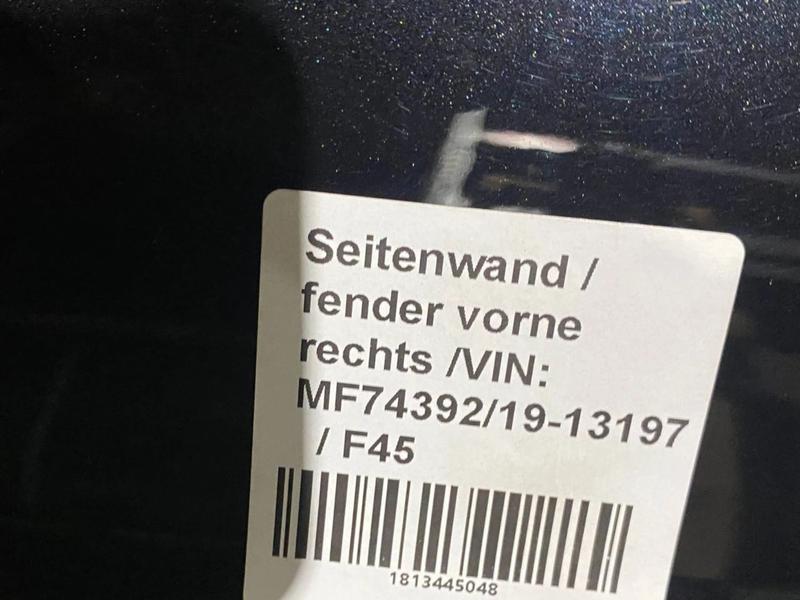 Seitenwand /
fender vorne
rechts /VIN:
MF74392/19-13197
/ F45
1813445048